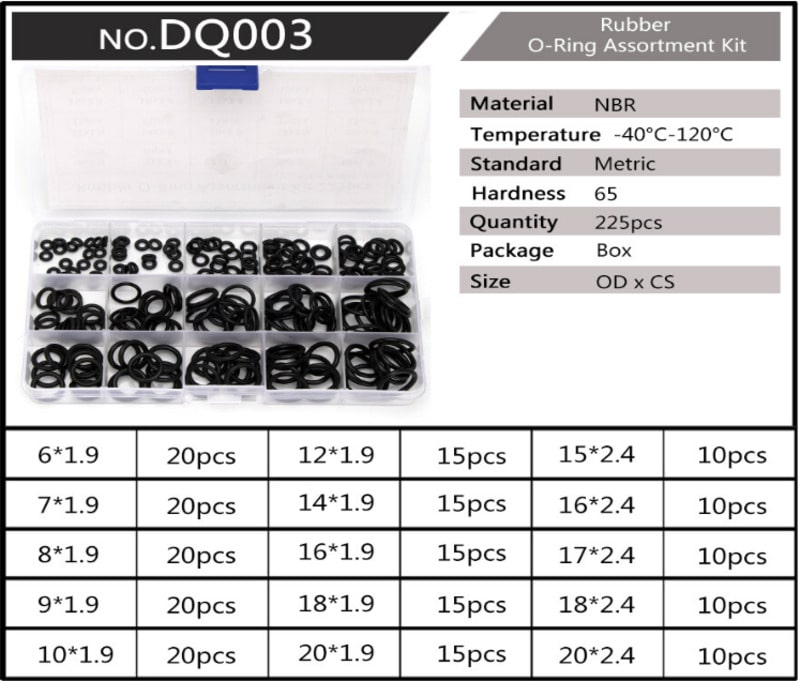 NO.DQ003
Rubber
O-Ring Assortment Kit
Material NBR
Temperature -40°C-120°C
Standard Metric
Hardness 65
Quantity 225pcs
Package Box
Size OD x CS
6*1.9 20pcs 12*1.9 15pcs 15*2.4 10pcs
7*1.9 20pcs 14*1.9 15pcs 16*2.4 10pcs
8*1.9 20pcs 16*1.9 15pcs 17*2.4 10pcs
9*1.9 20pcs 18*1.9 15pcs 18*2.4 10pcs
10*1.9 20pcs 20*1.9 15pcs 20*2.4 10pcs